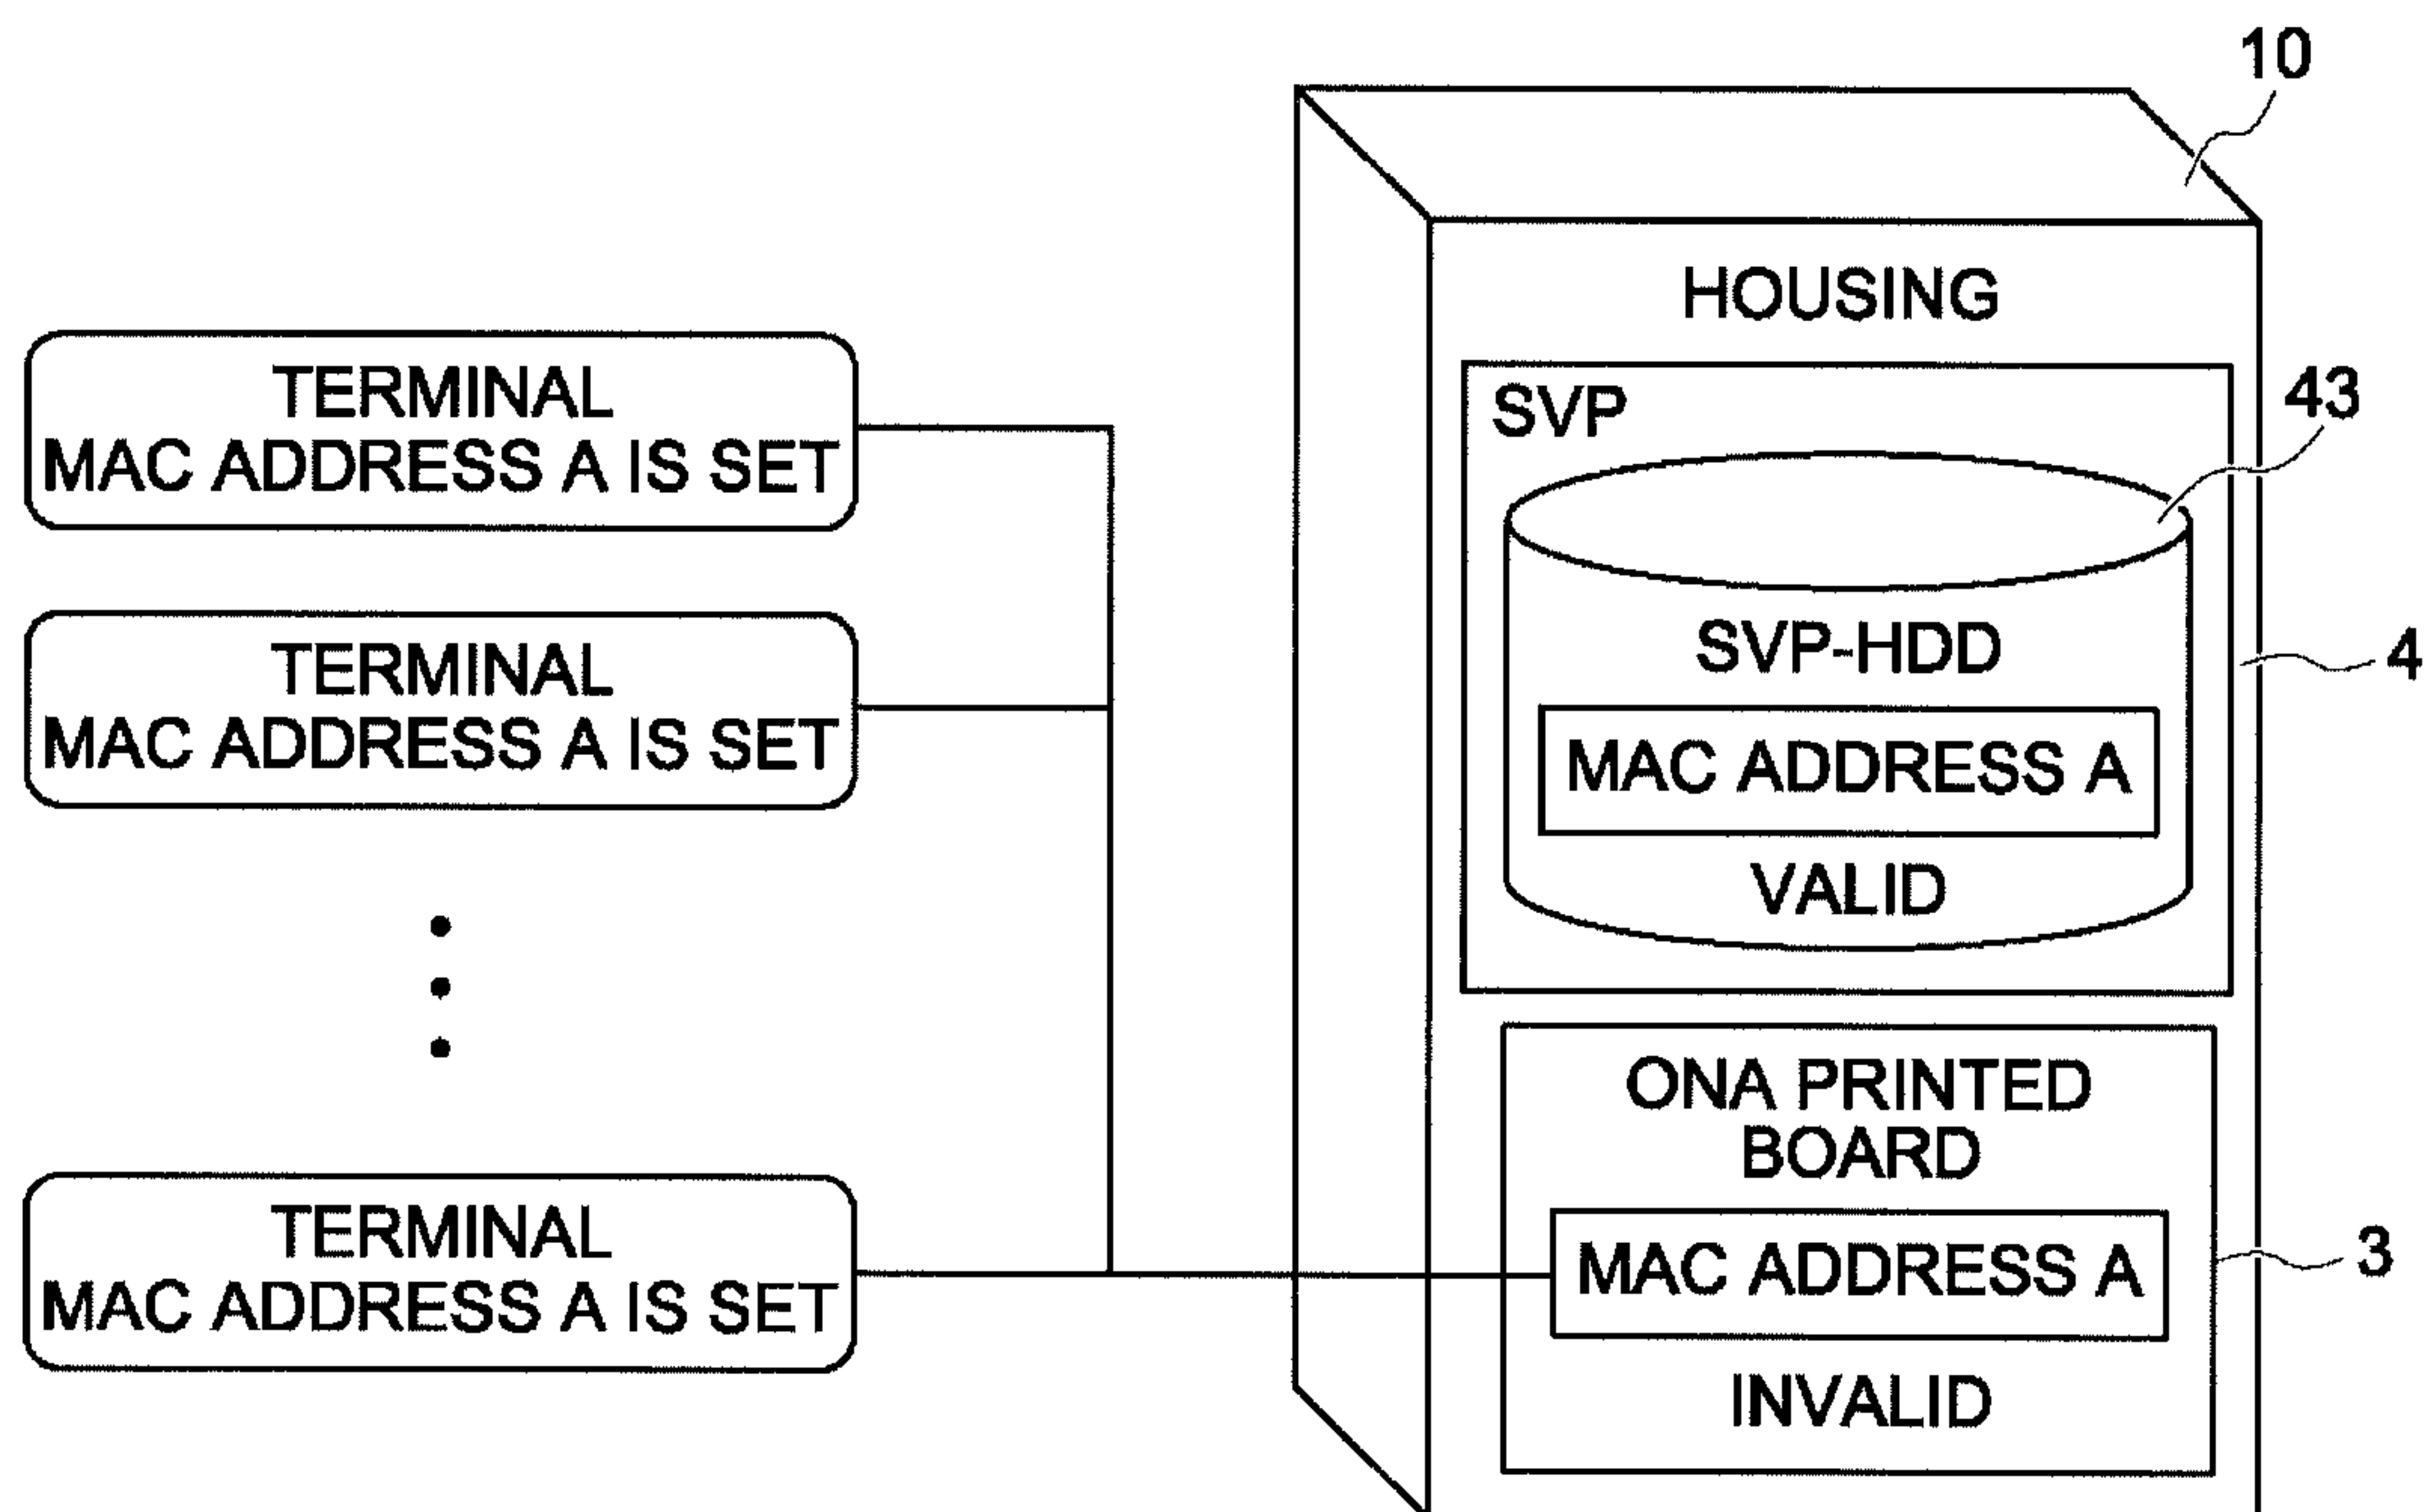 10
HOUSING
TERMINAL
MAC ADDRESS A IS SET
SVP
43
TERMINAL
MAC ADDRESS A IS SET
SVP-HDD
4
MAC ADDRESS A
VALID
ONA PRINTED
BOARD
TERMINAL
MAC ADDRESS A IS SET
MAC ADDRESS A
3
INVALID